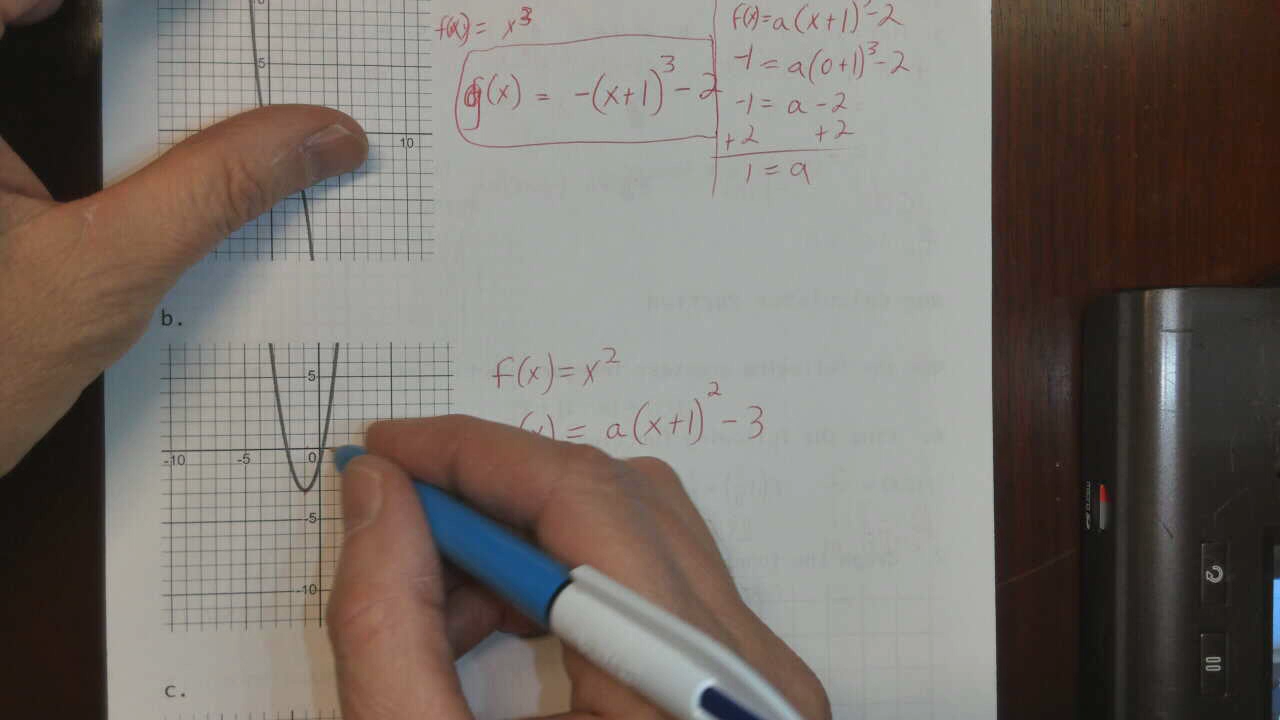 f(x) = x³
g(x) = -(x+1)³ - 2
f(x) = a(x+1)³ - 2
-1 = a(0+1)³ - 2
-1 = a - 2
+2 +2
1 = a
5
10
b.
f(x) = x²
(x) = a(x+1)² - 3
5
-10 -5 0
-5
-10
c.